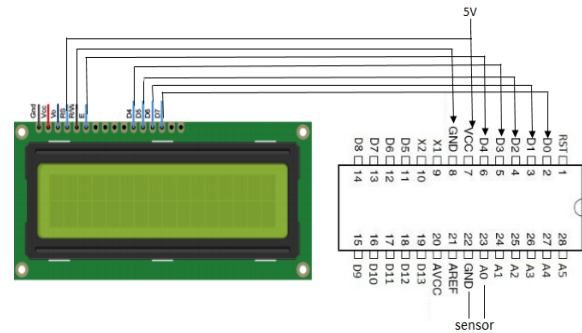 5V
Gnd
Vcc
Vo
RS
R/W
E
D4
D5
D6
D7
GND
VCC
D4
D3
D2
D1
D0
RST
8
7
6
5
4
3
2
1
D8
D7
D6
D5
X2
X1
14
13
12
11
10
9
15
16
17
18
19
20
21
22
23
24
25
26
27
28
D9
D10
D11
D12
D13
AVCC
AREF
GND
A0
A1
A2
A3
A4
A5
sensor